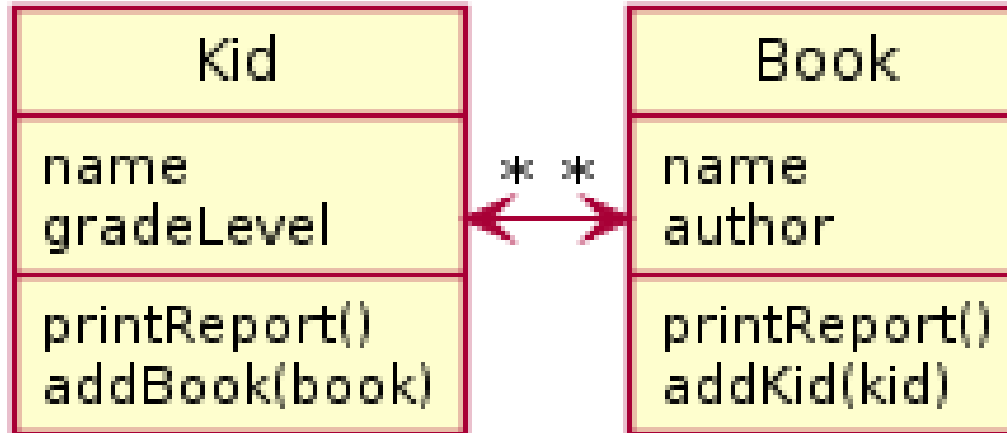 Kid
name
gradeLevel
printReport()
addBook(book)
* *
Book
name
author
printReport()
addKid(kid)